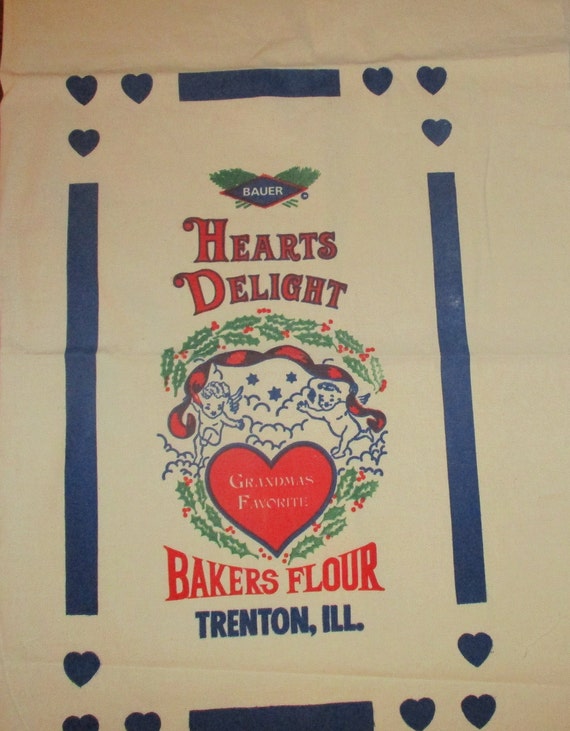 BAUER
©
HEARTS
DELIGHT
GRANDMAS
FAVORITE
BAKERS FLOUR
TRENTON, ILL.